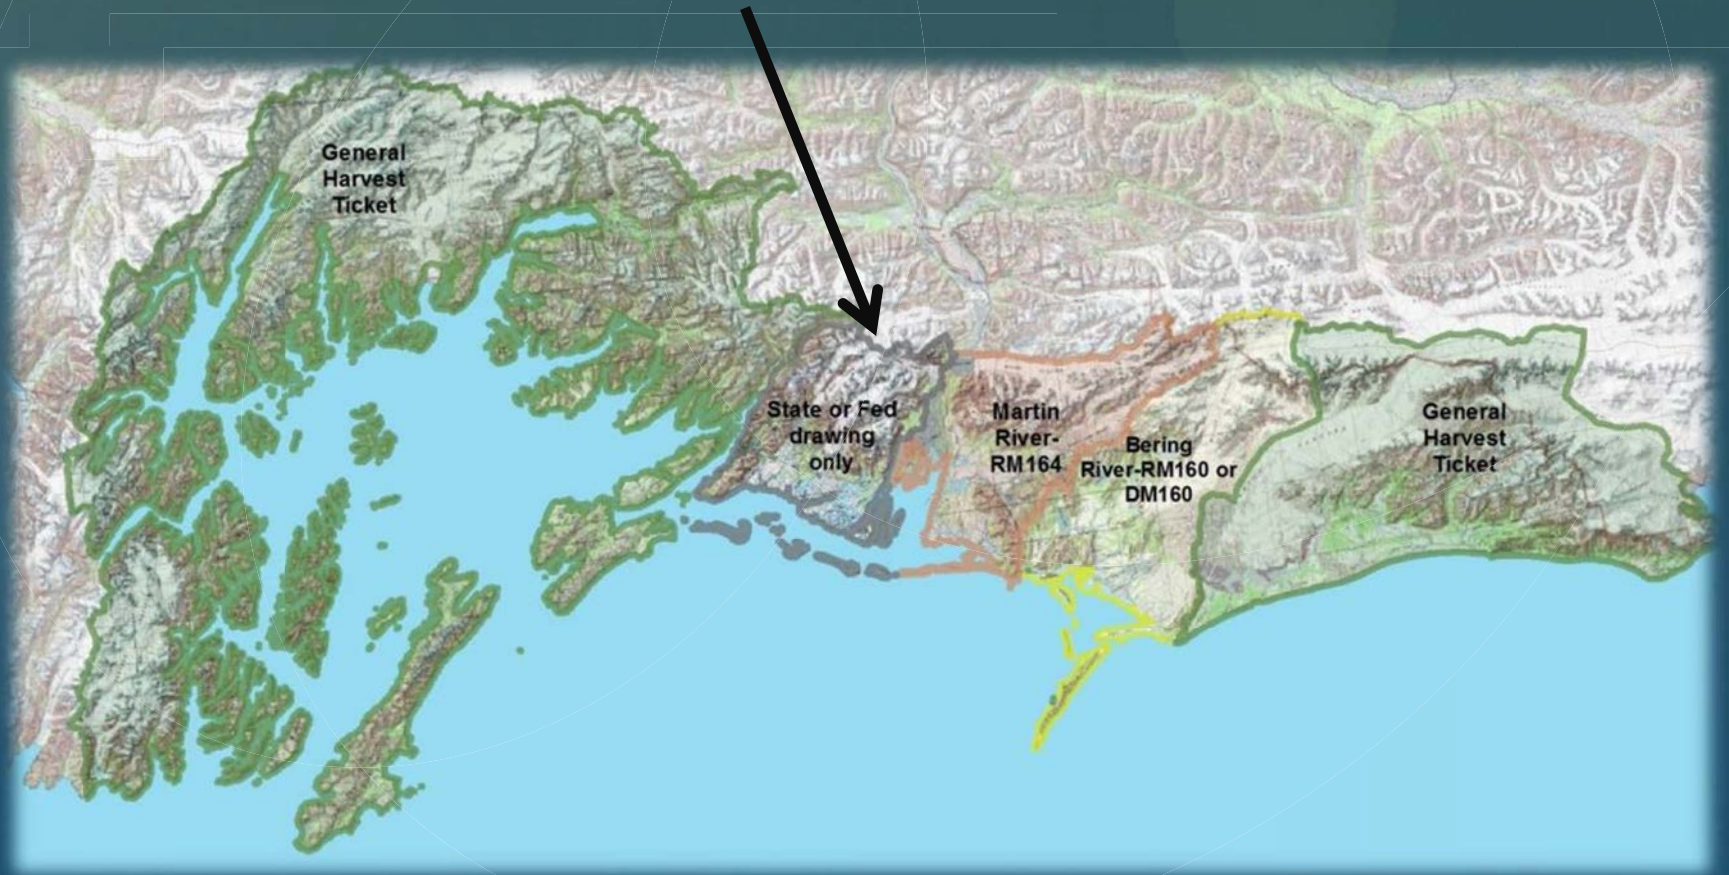 General
Harvest
Ticket
State or Fed
drawing
only
Martin
River-
RM164
Bering
River-RM160 or
DM160
General
Harvest
Ticket